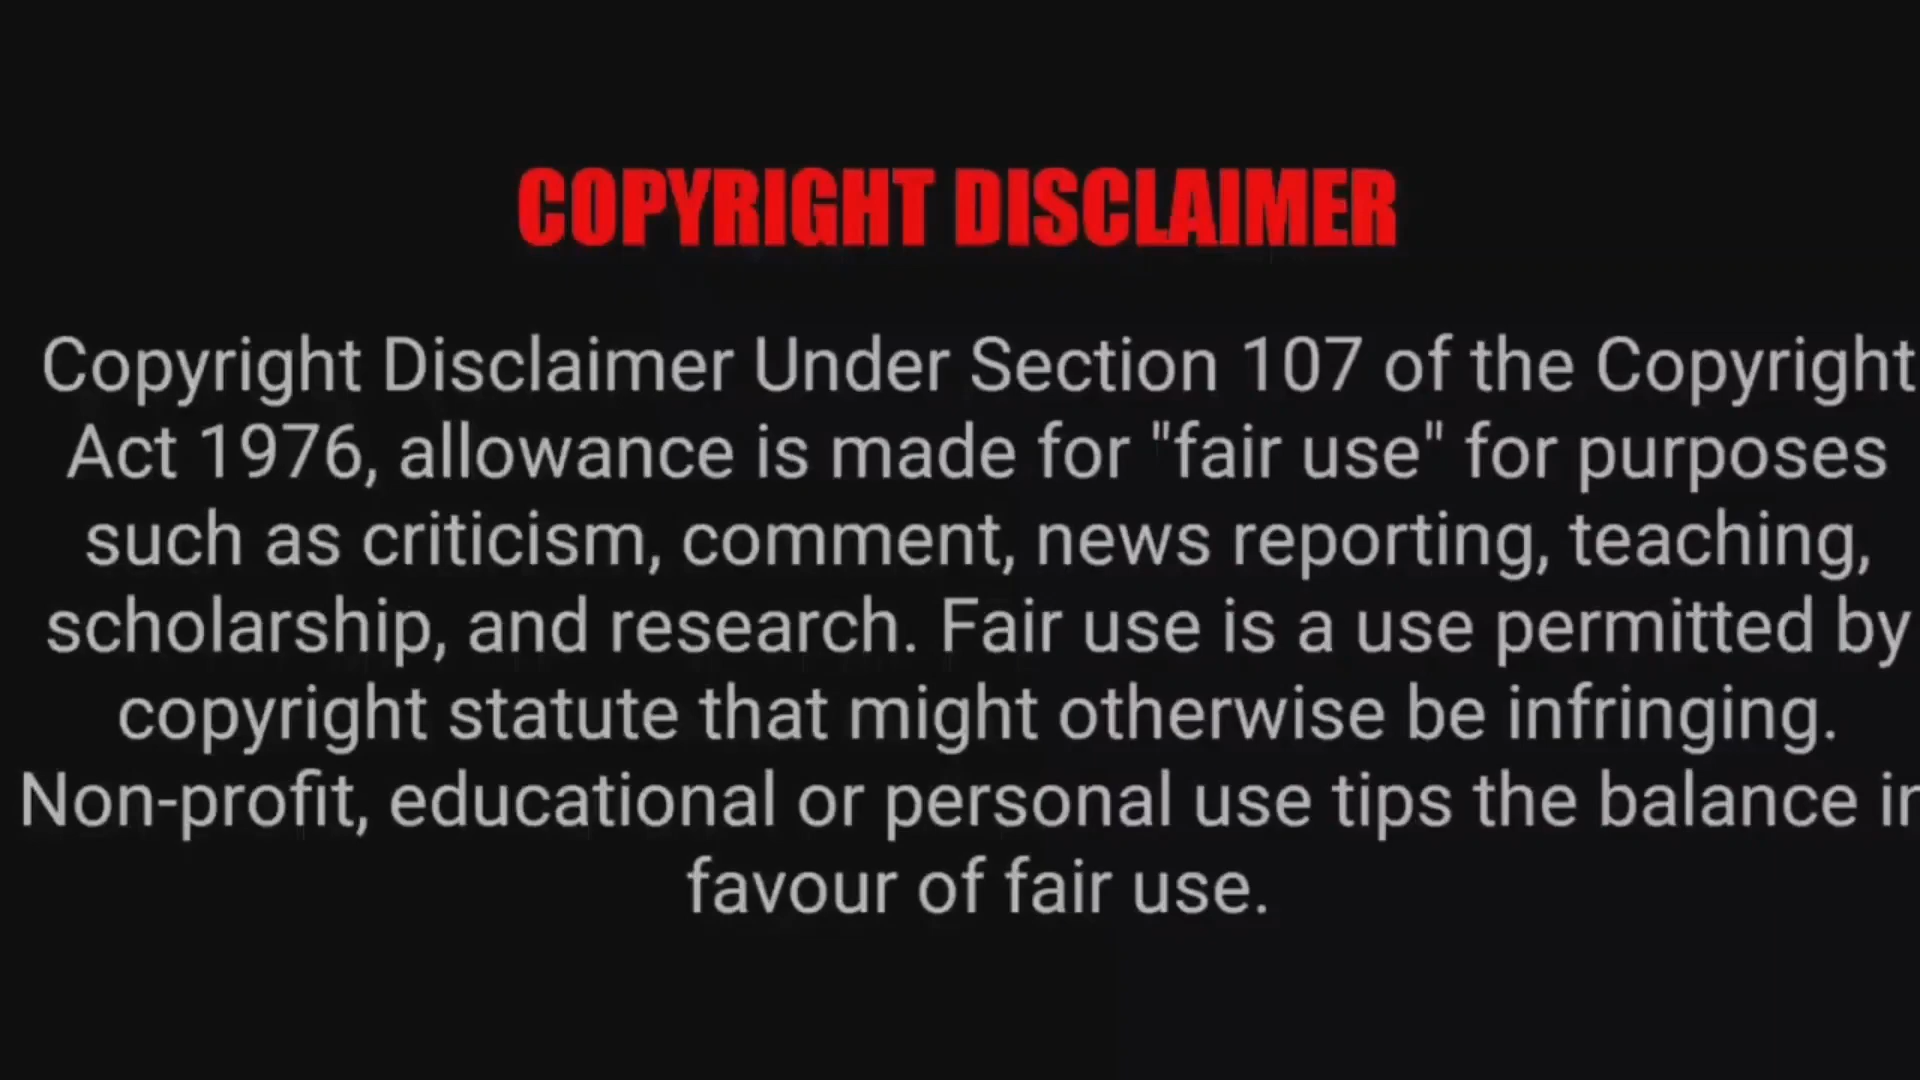 COPYRIGHT DISCLAIMER
Copyright Disclaimer Under Section 107 of the Copyright
Act 1976, allowance is made for "fair use" for purposes
such as criticism, comment, news reporting, teaching,
scholarship, and research. Fair use is a use permitted by
copyright statute that might otherwise be infringing.
Non-profit, educational or personal use tips the balance in
favour of fair use.